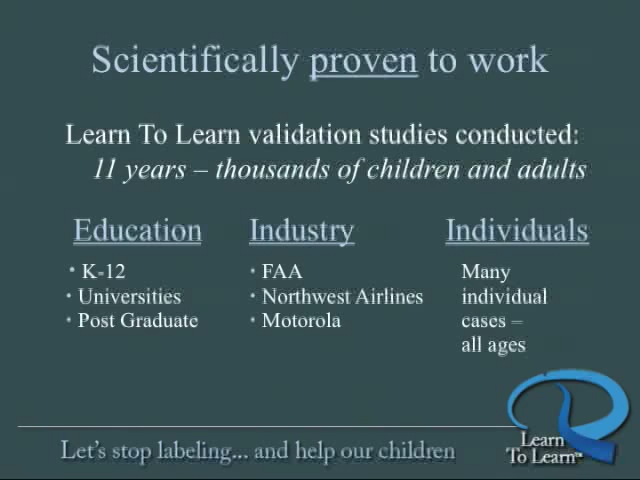 Scientifically proven to work
Learn To Learn validation studies conducted:
11 years – thousands of children and adults
Education
• K-12
• Universities
• Post Graduate
Industry
• FAA
• Northwest Airlines
• Motorola
Individuals
Many
individual
cases –
all ages
Let's stop labeling... and help our children
Learn
To Learn™